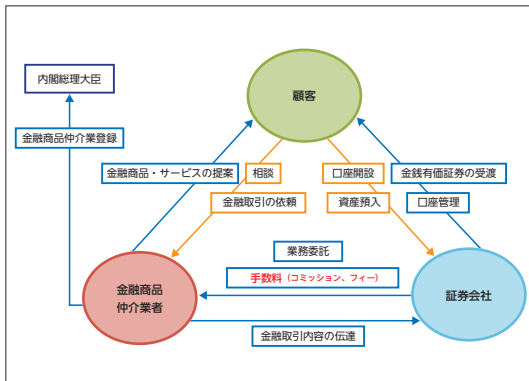 内閣総理大臣
顧客
金融商品仲介業登録
金融商品・サービスの提案
相談
口座開設
金銭有価証券の受渡
金融取引の依頼
資産預入
口座管理
業務委託
手数料（コミッション、フィー）
金融商品
仲介業者
証券会社
金融取引内容の伝達